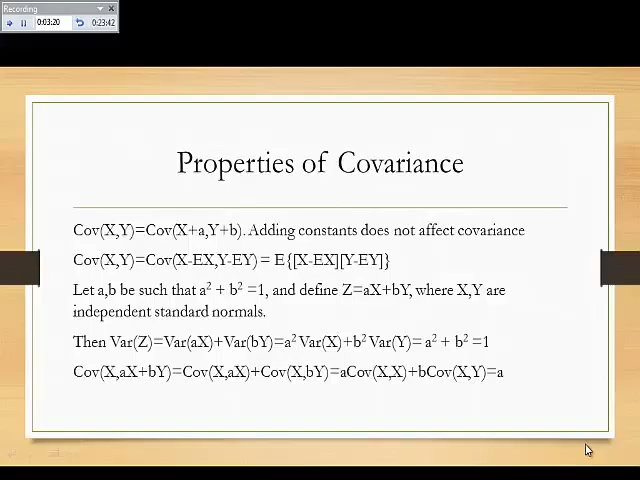 Recording
0:03:20
0:23:42
Properties of Covariance
Cov(X,Y)=Cov(X+a,Y+b). Adding constants does not affect covariance
Cov(X,Y)=Cov(X-EX,Y-EY) = E{[X-EX][Y-EY]}
Let a,b be such that a² + b² =1, and define Z=aX+bY, where X,Y are
independent standard normals.
Then Var(Z)=Var(aX)+Var(bY)=a² Var(X)+b² Var(Y)= a² + b² =1
Cov(X,aX+bY)=Cov(X,aX)+Cov(X,bY)=aCov(X,X)+bCov(X,Y)=a